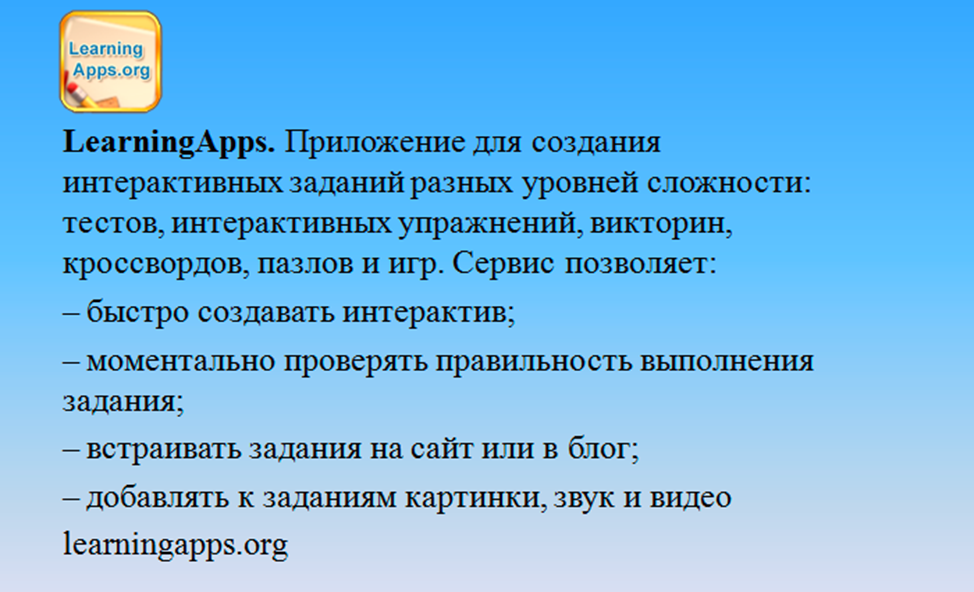 Learning
Apps.org
LearningApps. Приложение для создания
интерактивных заданий разных уровней сложности:
тестов, интерактивных упражнений, викторин,
кроссвордов, пазлов и игр. Сервис позволяет:
– быстро создавать интерактив;
– моментально проверять правильность выполнения
задания;
– встраивать задания на сайт или в блог;
– добавлять к заданиям картинки, звук и видео
learningapps.org